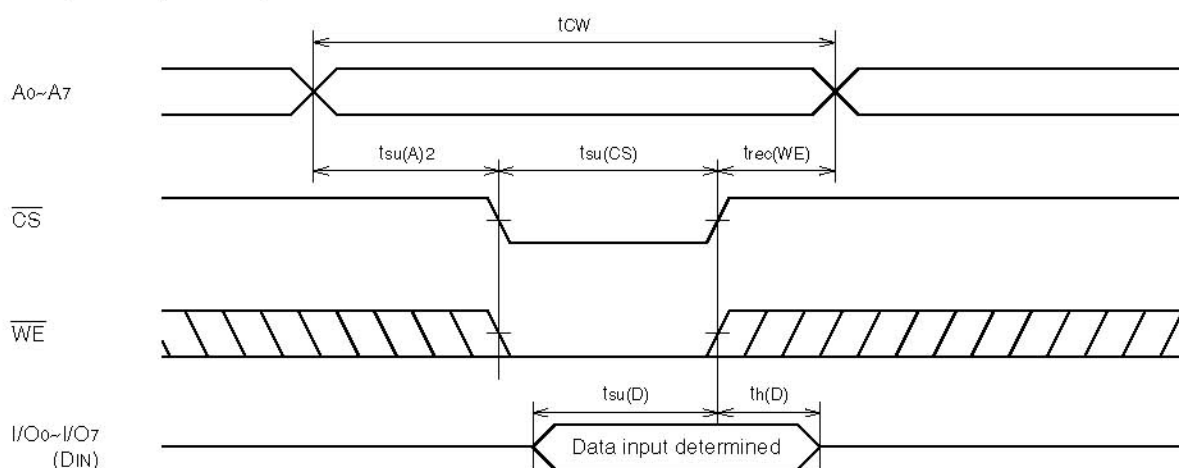 tCW
A0~A7
tsu(A)2 tsu(CS) trec(WE)
CS
WE
tsu(D) th(D)
I/O0~I/O7
(DIN)
Data input determined